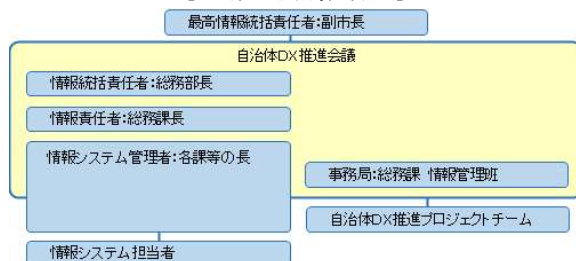 最高情報統括責任者:副市長
自治体DX推進会議
情報統括責任者:総務部長
情報責任者:総務課長
情報システム管理者:各課等の長
事務局:総務課 情報管理班
自治体DX推進プロジェクトチーム
情報システム担当者